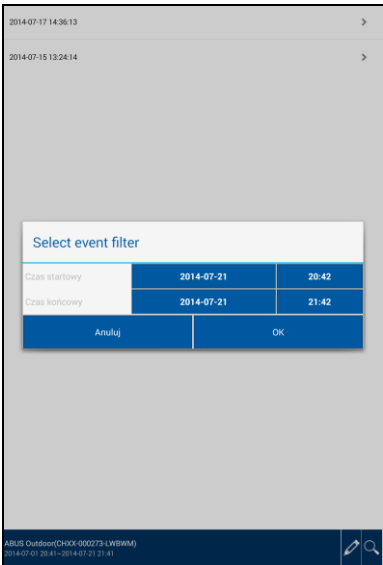 2014-07-17 14:36:13
2014-07-15 13:24:14
Select event filter
Czas startowy 2014-07-21 20:42
Czas końcowy 2014-07-21 21:42
Anuluj OK
ABUS Outdoor(CHXX-000273-LWBWM)
2014-07-01 20:41~2014-07-21 21:41